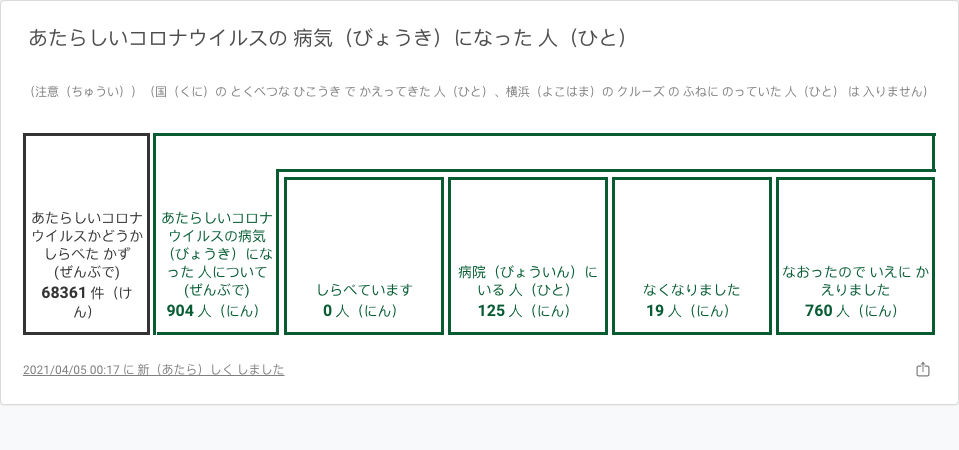 あたらしいコロナウイルスの 病気（びょうき）になった 人（ひと）
（注意（ちゅうい））（国（くに）の とくべつな ひこうき で かえってきた 人（ひと）、横浜（よこはま）の クルーズ の ふねに のっていた 人（ひと） は 入りません）
あたらしいコロナ
ウイルスかどうか
しらべた かず
(ぜんぶで)
68361 件（け
ん）
あたらしいコロナ
ウイルスの病気
（びょうき）にな
った 人について
(ぜんぶで)
904 人（にん）
しらべています
0 人（にん）
病院（びょういん）に
いる 人（ひと）
125 人（にん）
なくなりました
19 人（にん）
なおったので いえに か
えりました
760 人（にん）
2021/04/05 00:17 に 新（あたら）しく しました